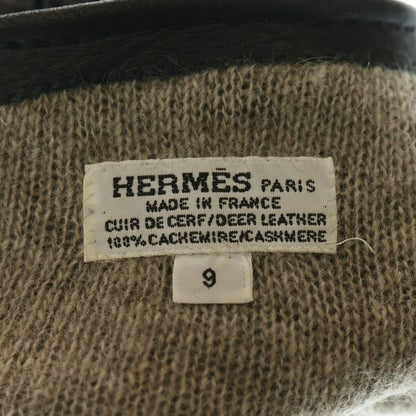 HERMĒS PARIS
MADE IN FRANCE
CUIR DE CERF/DEER LEATHER
100% CACHEMIRE/CASHMERE
9